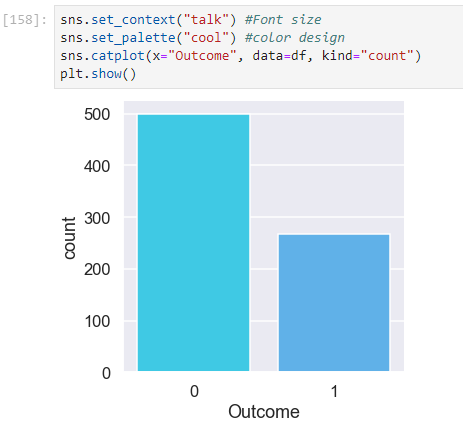 [158]: sns.set_context("talk") #Font size
sns.set_palette("cool") #color design
sns.catplot(x="Outcome", data=df, kind="count")
plt.show()
500
400
300
200
100
0
count
0 1
Outcome